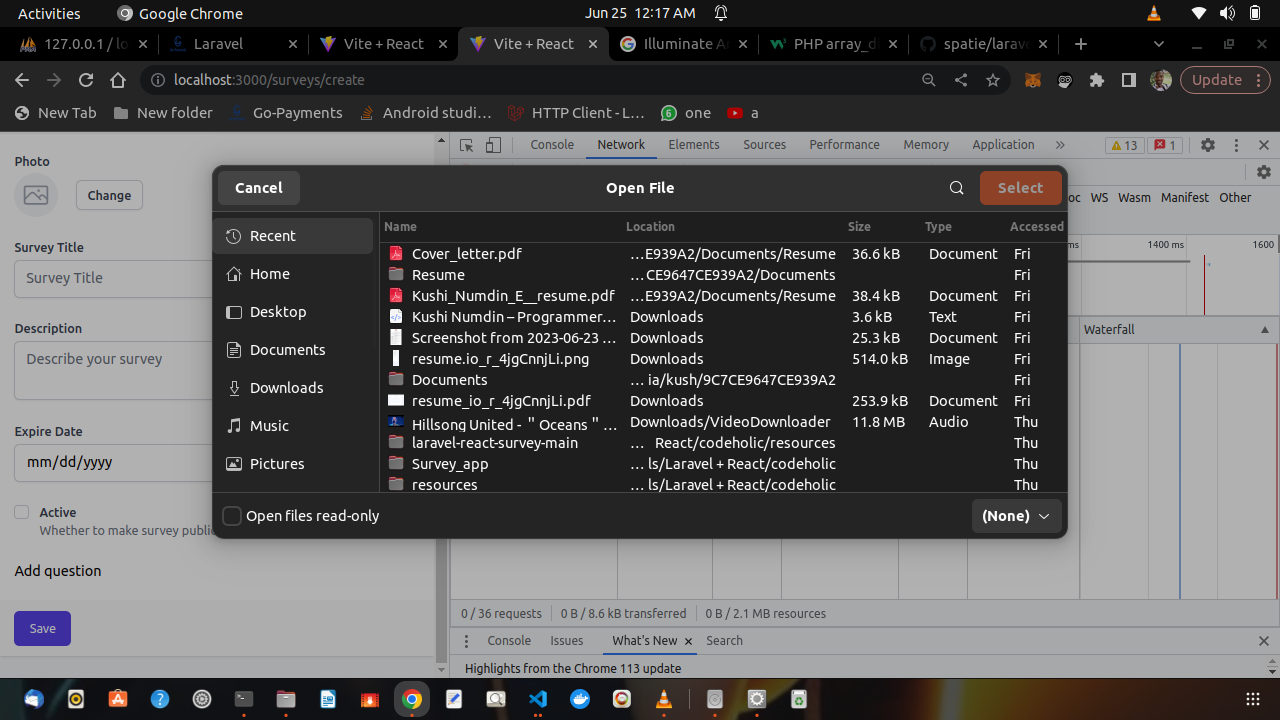 Activities
Google Chrome
Jun 25 12:17 AM
127.0.0.1 / lo
Laravel
Vite + React
Vite + React
Illuminate A
PHP array_di
spatie/larave
localhost:3000/surveys/create
Update
New Tab
New folder
Go-Payments
Android studi…
HTTP Client - L…
6 one
a
Photo
Change
Survey Title
Survey Title
Description
Describe your survey
Expire Date
mm/dd/yyyy
Active
Whether to make survey public
Add question
Save
Console
Network
Elements
Sources
Performance
Memory
Application
»
13
1
oc
WS
Wasm
Manifest
Other
ms
1400 ms
1600
Waterfall
Cancel
Open File
Select
Recent
Home
Desktop
Documents
Downloads
Music
Pictures
Name Location Size Type Accessed
Cover_letter.pdf …E939A2/Documents/Resume 36.6 kB Document Fri
Resume … CE9647CE939A2/Documents Fri
Kushi_Numdin_E__resume.pdf …E939A2/Documents/Resume 38.4 kB Document Fri
Kushi Numdin – Programmer… Downloads 3.6 kB Text Fri
Screenshot from 2023-06-23 … Downloads 25.3 kB Document Fri
resume.io_r_4jgCnnjLi.png Downloads 514.0 kB Image Fri
Documents … ia/kush/9C7CE9647CE939A2 Fri
resume_io_r_4jgCnnjLi.pdf Downloads 253.9 kB Document Fri
Hillsong United - " Oceans " … Downloads/VideoDownloader 11.8 MB Audio Thu
laravel-react-survey-main … React/codeholic/resources Thu
Survey_app … ls/Laravel + React/codeholic Thu
resources … ls/Laravel + React/codeholic Thu
Open files read-only
(None)
0 / 36 requests
0 B / 8.6 kB transferred
0 B / 2.1 MB resources
Console
Issues
What's New
Search
Highlights from the Chrome 113 update